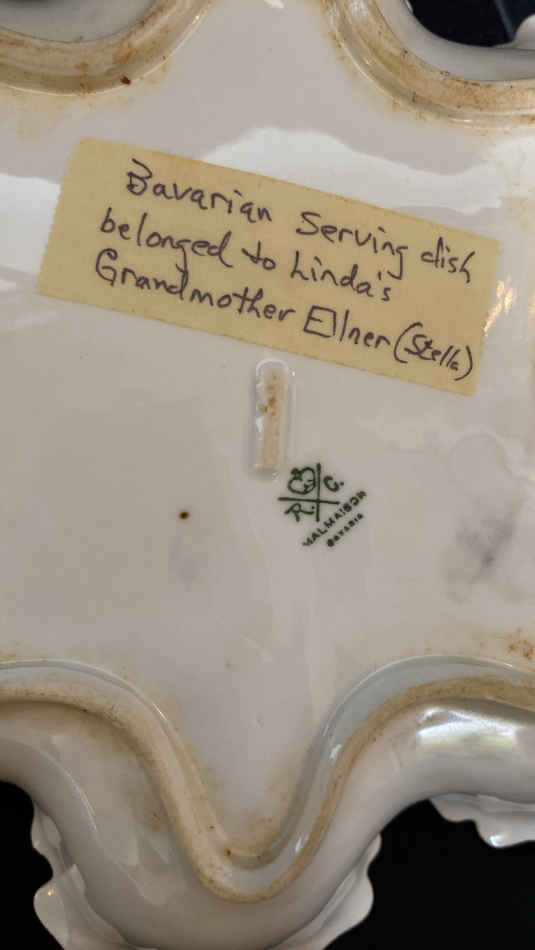 Bavarian Serving dish
belonged to Linda's
Grandmother Ellner (Stella)
C.
R.
MALMAISON
BAVARIA